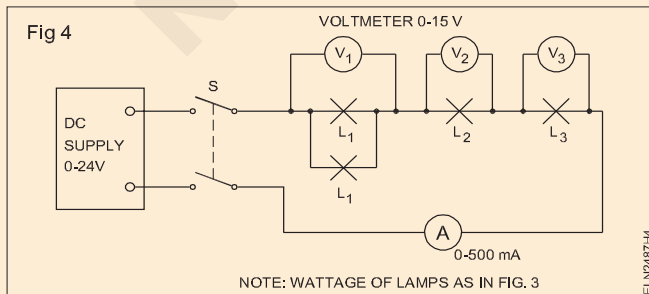 Fig 4
VOLTMETER 0-15 V
V1
V2
V3
S
DC
SUPPLY
0-24V
L1
L2
L3
L1
A
0-500 mA
NOTE: WATTAGE OF LAMPS AS IN FIG. 3
ELN2487H4